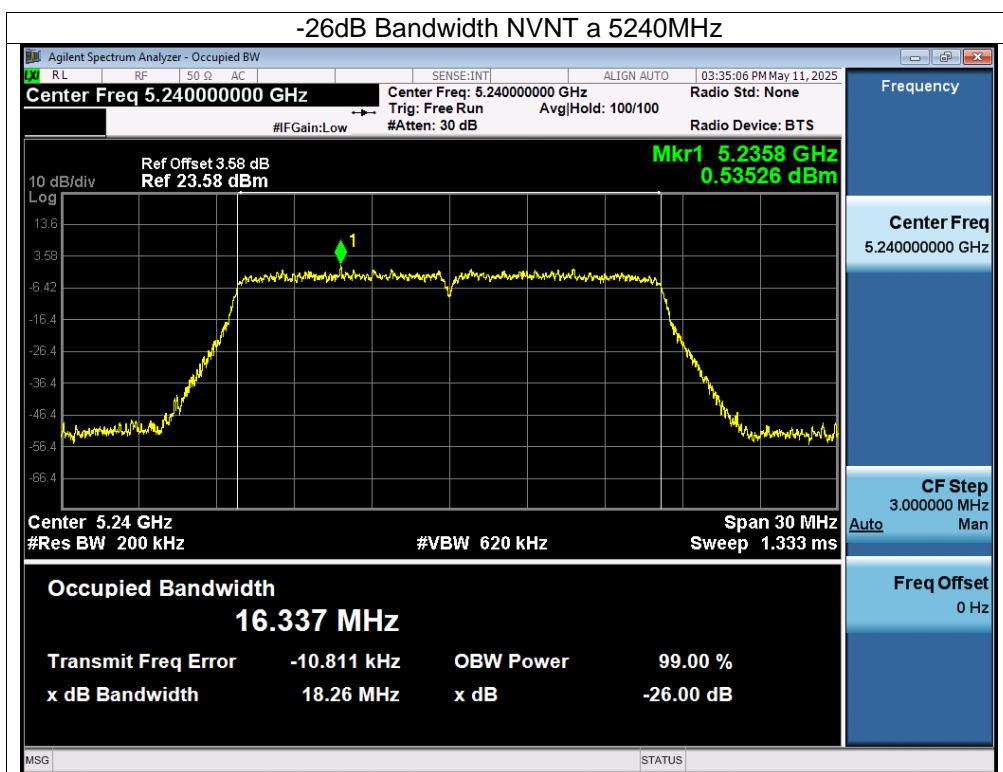 -26dB Bandwidth NVNT a 5240MHz
Agilent Spectrum Analyzer - Occupied BW
LXI RL RF 50 Ω AC SENSE:INT ALIGN AUTO 03:35:06 PM May 11, 2025
Center Freq 5.240000000 GHz
Center Freq: 5.240000000 GHz
Radio Std: None
Trig: Free Run Avg|Hold: 100/100
#IFGain:Low #Atten: 30 dB Radio Device: BTS
Frequency
Ref Offset 3.58 dB
10 dB/div Ref 23.58 dBm
Mkr1 5.2358 GHz
0.53526 dBm
Log
13.6
3.58
-6.42
-16.4
-26.4
-36.4
-46.4
-56.4
-66.4
1
Center 5.24 GHz Span 30 MHz
#Res BW 200 kHz #VBW 620 kHz Sweep 1.333 ms
Center Freq
5.240000000 GHz
CF Step
3.000000 MHz
Auto Man
Freq Offset
0 Hz
Occupied Bandwidth
16.337 MHz
Transmit Freq Error -10.811 kHz OBW Power 99.00 %
x dB Bandwidth 18.26 MHz x dB -26.00 dB
MSG STATUS